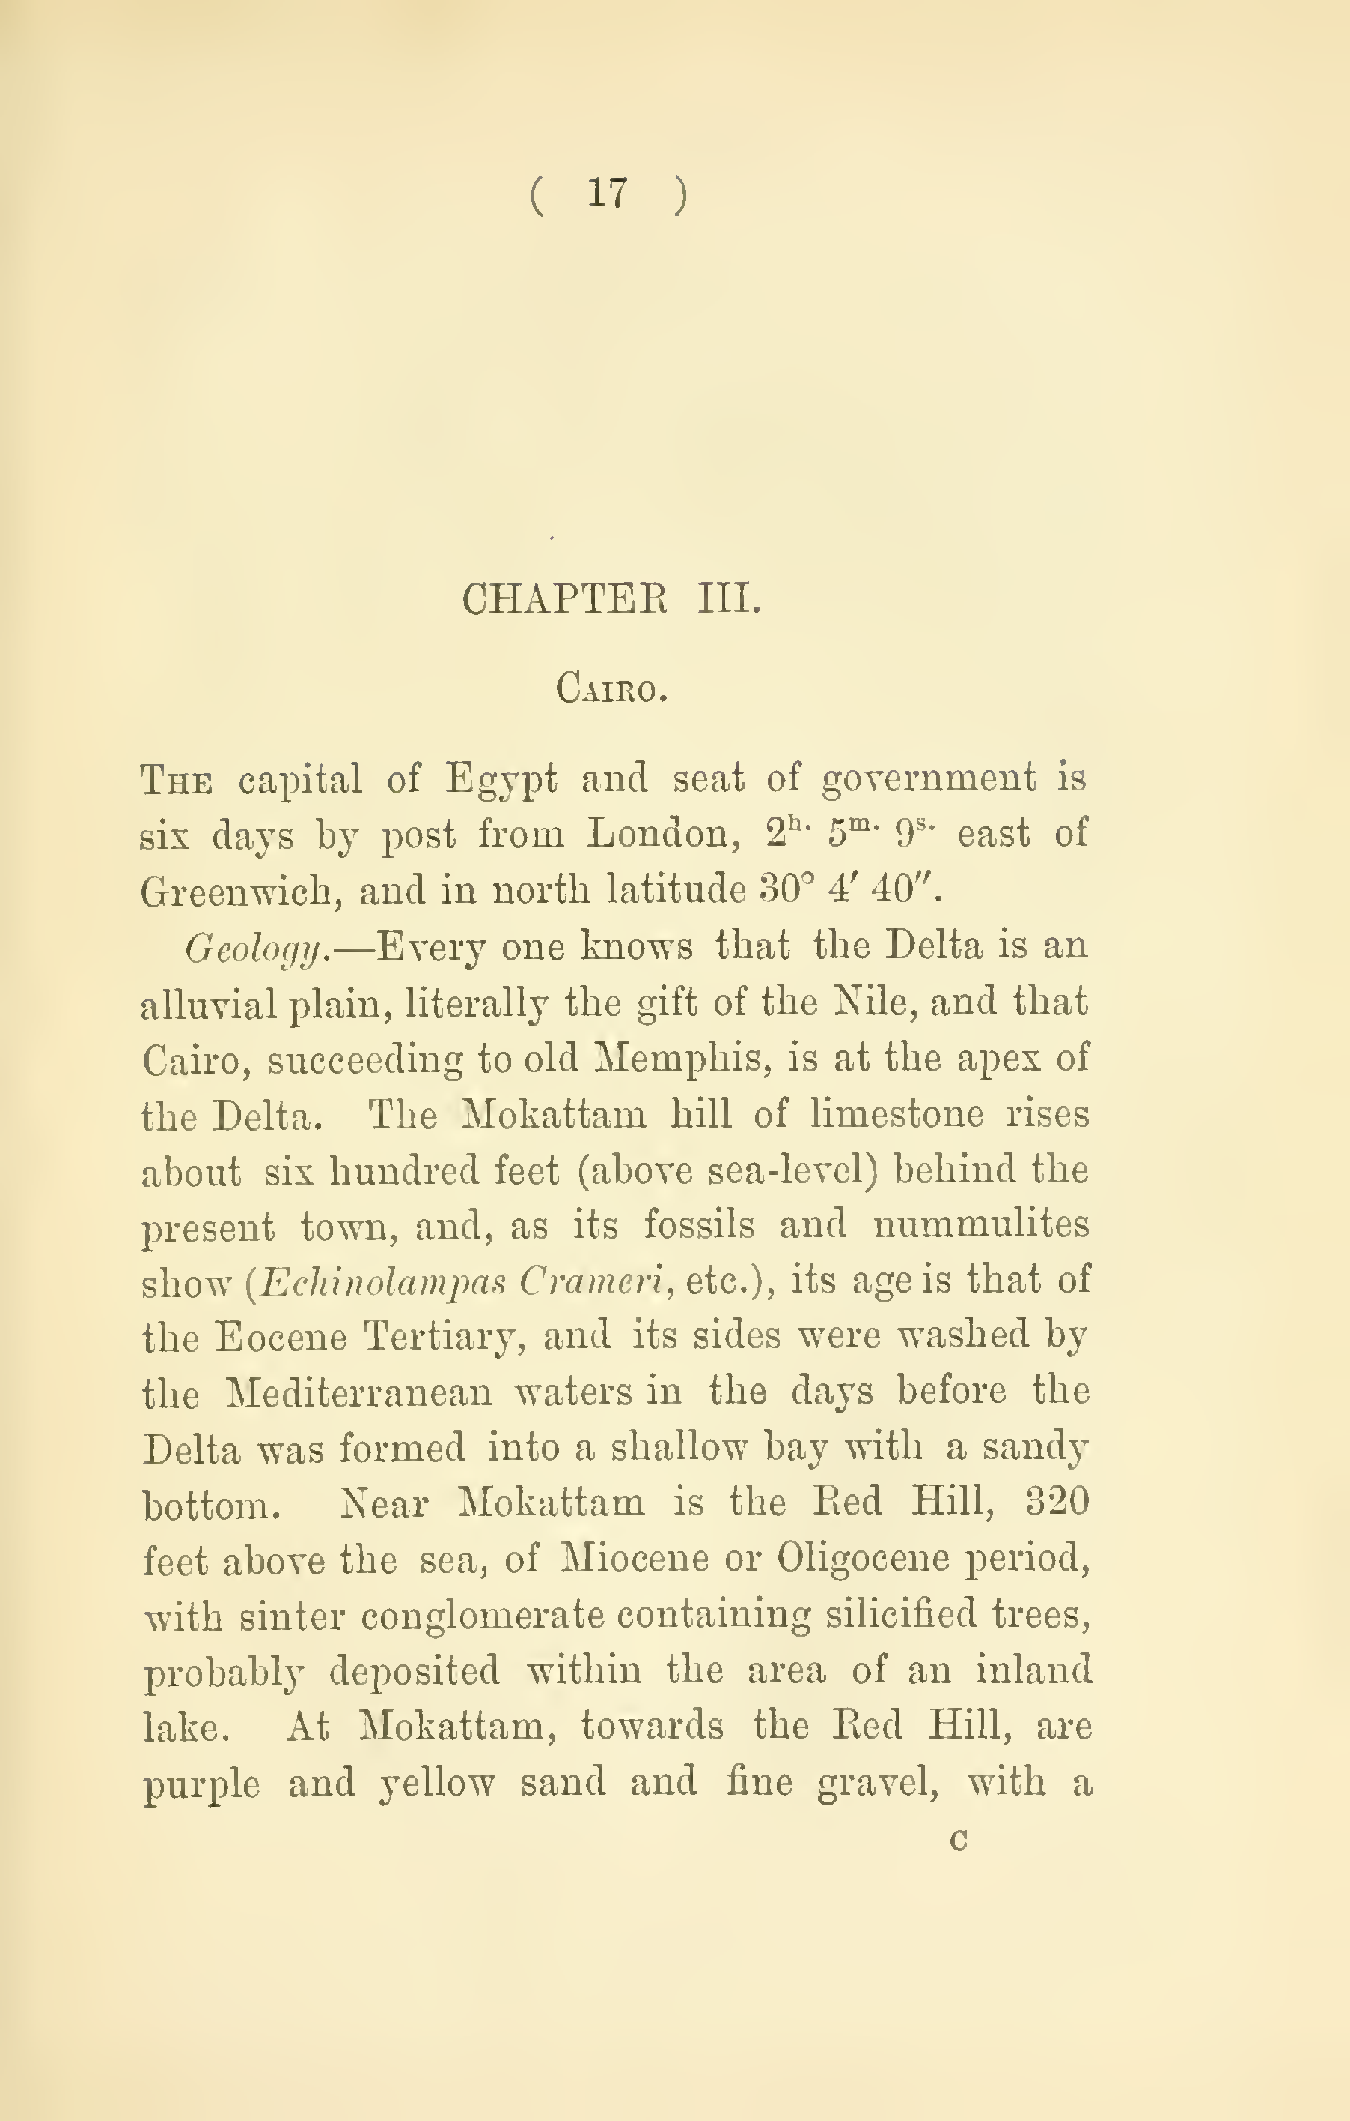 ( 17 )
CHAPTER III.
CAIRO.
THE capital of Egypt and seat of government is
six days by post from London, 2h. 5m. 9s. east of
Greenwich, and in north latitude 30° 4′ 40″.
Geology.—Every one knows that the Delta is an
alluvial plain, literally the gift of the Nile, and that
Cairo, succeeding to old Memphis, is at the apex of
the Delta. The Mokattam hill of limestone rises
about six hundred feet (above sea-level) behind the
present town, and, as its fossils and nummulites
show (Echinolampas Crameri, etc.), its age is that of
the Eocene Tertiary, and its sides were washed by
the Mediterranean waters in the days before the
Delta was formed into a shallow bay with a sandy
bottom. Near Mokattam is the Red Hill, 320
feet above the sea, of Miocene or Oligocene period,
with sinter conglomerate containing silicified trees,
probably deposited within the area of an inland
lake. At Mokattam, towards the Red Hill, are
purple and yellow sand and fine gravel, with a
C